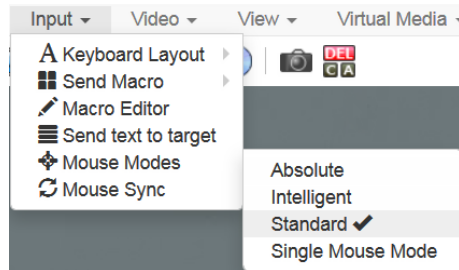 Input Video View Virtual Media
Keyboard Layout
Send Macro
DEL
C A
Macro Editor
Send text to target
Mouse Modes
Mouse Sync
Absolute
Intelligent
Standard
Single Mouse Mode